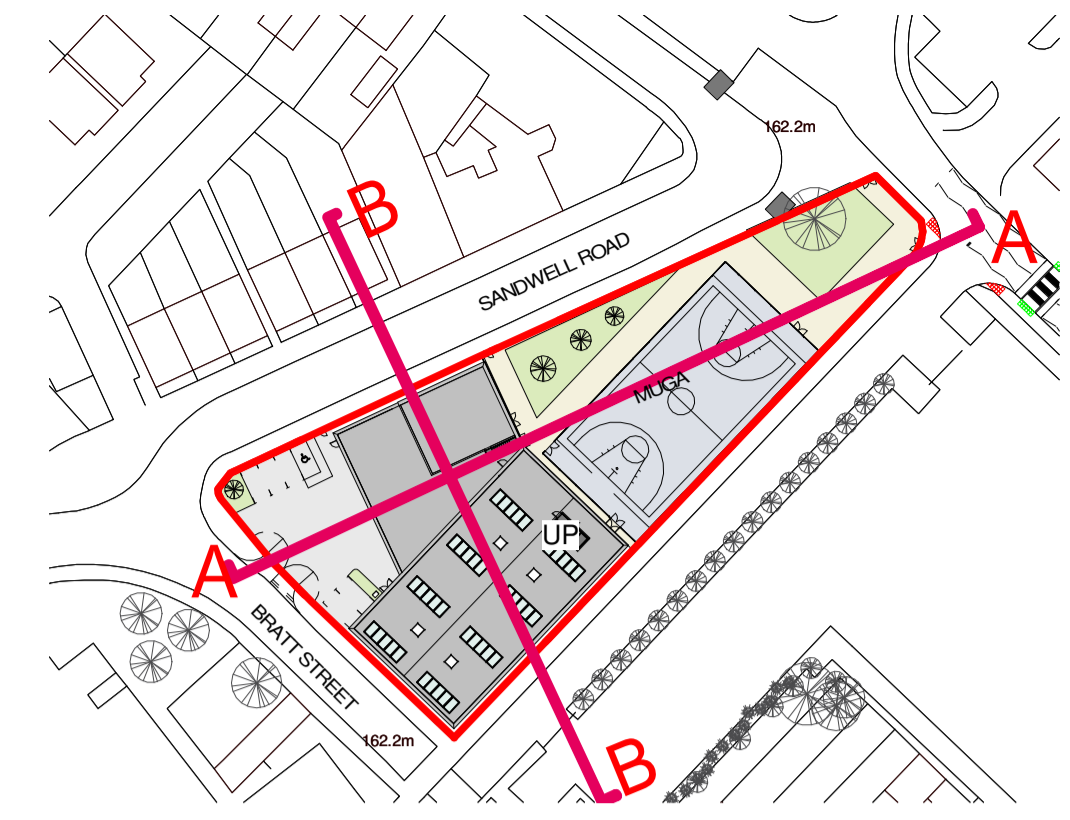 162.2m
B
A
SANDWELL ROAD
MUGA
UP
A
BRATT STREET
162.2m
B